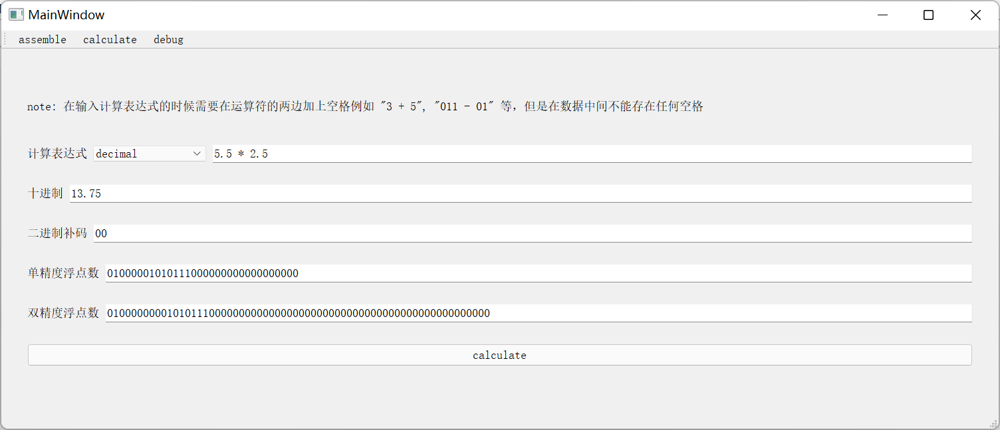 MainWindow
assemble calculate debug
note: 在输入计算表达式的时候需要在运算符的两边加上空格例如 "3 + 5", "011 - 01" 等，但是在数据中间不能存在任何空格
计算表达式 decimal 5.5 * 2.5
十进制 13.75
二进制补码 00
单精度浮点数 01000001010111000000000000000000
双精度浮点数 0100000000101011100000000000000000000000000000000000000000000000
calculate